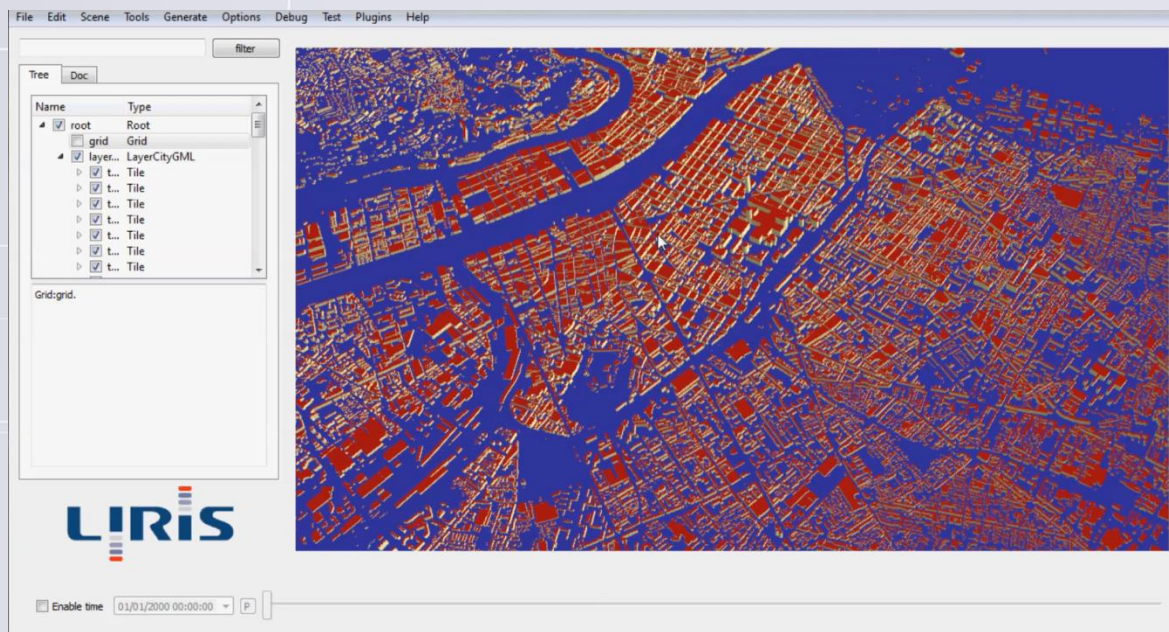 File Edit Scene Tools Generate Options Debug Test Plugins Help
filter
Tree Doc
Name Type
root Root
grid Grid
layer... LayerCityGML
t... Tile
t... Tile
t... Tile
t... Tile
t... Tile
t... Tile
t... Tile
Grid:grid.
LIRIS
Enable time 01/01/2000 00:00:00 P